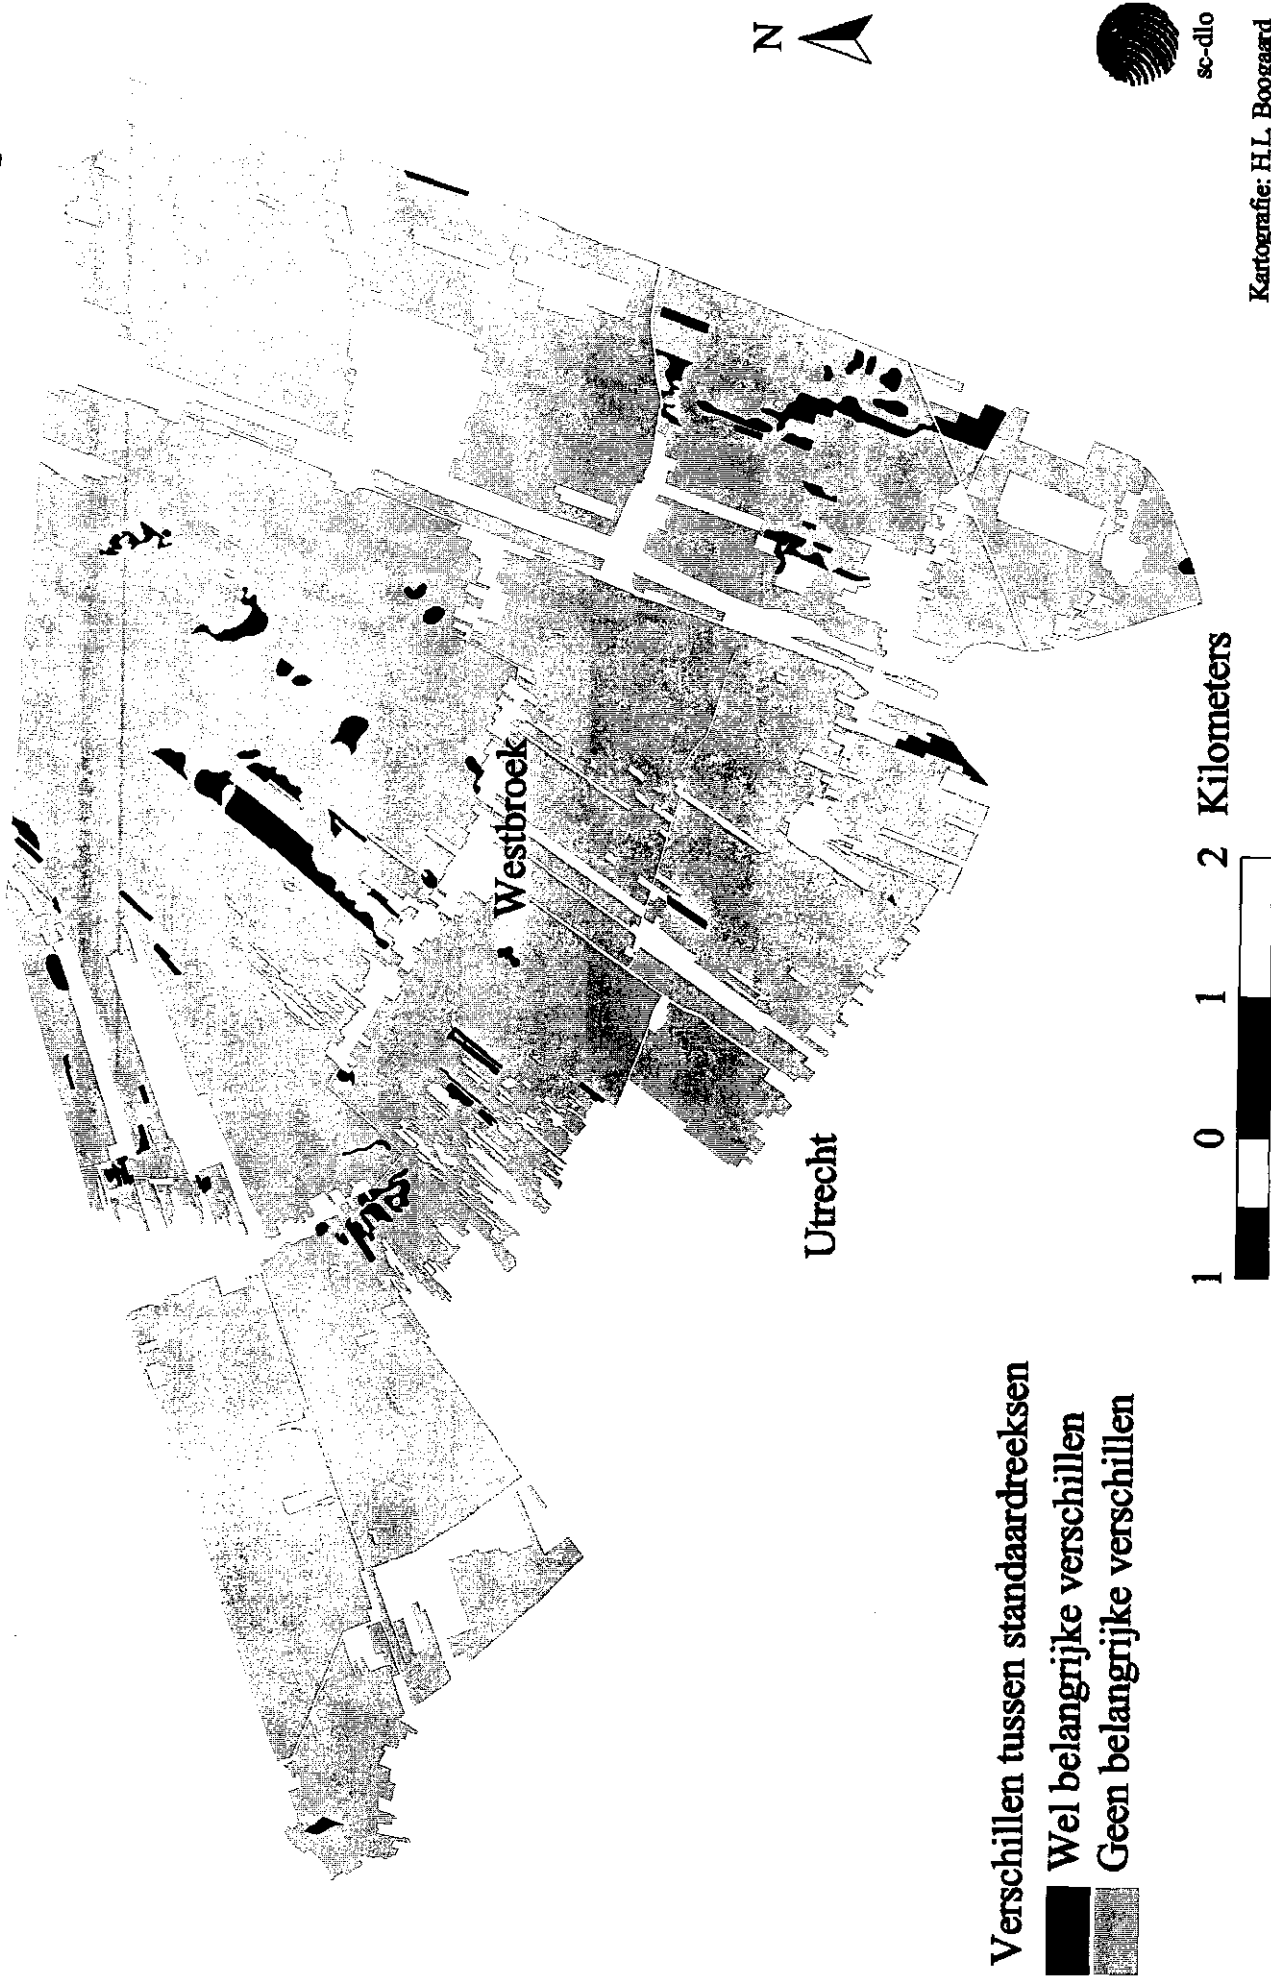 N
Westbroek
Utrecht
Verschillen tussen standaardreeksen
Wel belangrijke verschillen
Geen belangrijke verschillen
1 0 1 2 Kilometers
sc-dlo
Kartografie: H.L. Boogaard